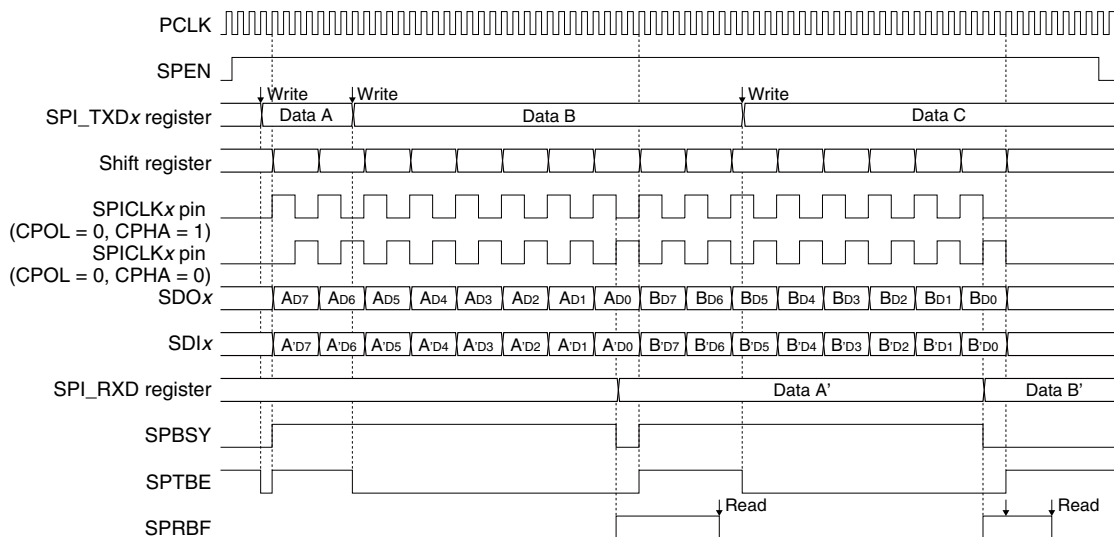 PCLK
SPEN
Write Write Write
SPI_TXDx register Data A Data B Data C
Shift register
SPICLKx pin
(CPOL = 0, CPHA = 1)
SPICLKx pin
(CPOL = 0, CPHA = 0)
SDOx AD7 AD6 AD5 AD4 AD3 AD2 AD1 AD0 BD7 BD6 BD5 BD4 BD3 BD2 BD1 BD0
SDIx A'D7 A'D6 A'D5 A'D4 A'D3 A'D2 A'D1 A'D0 B'D7 B'D6 B'D5 B'D4 B'D3 B'D2 B'D1 B'D0
SPI_RXD register Data A' Data B'
SPBSY
SPTBE
Read Read
SPRBF